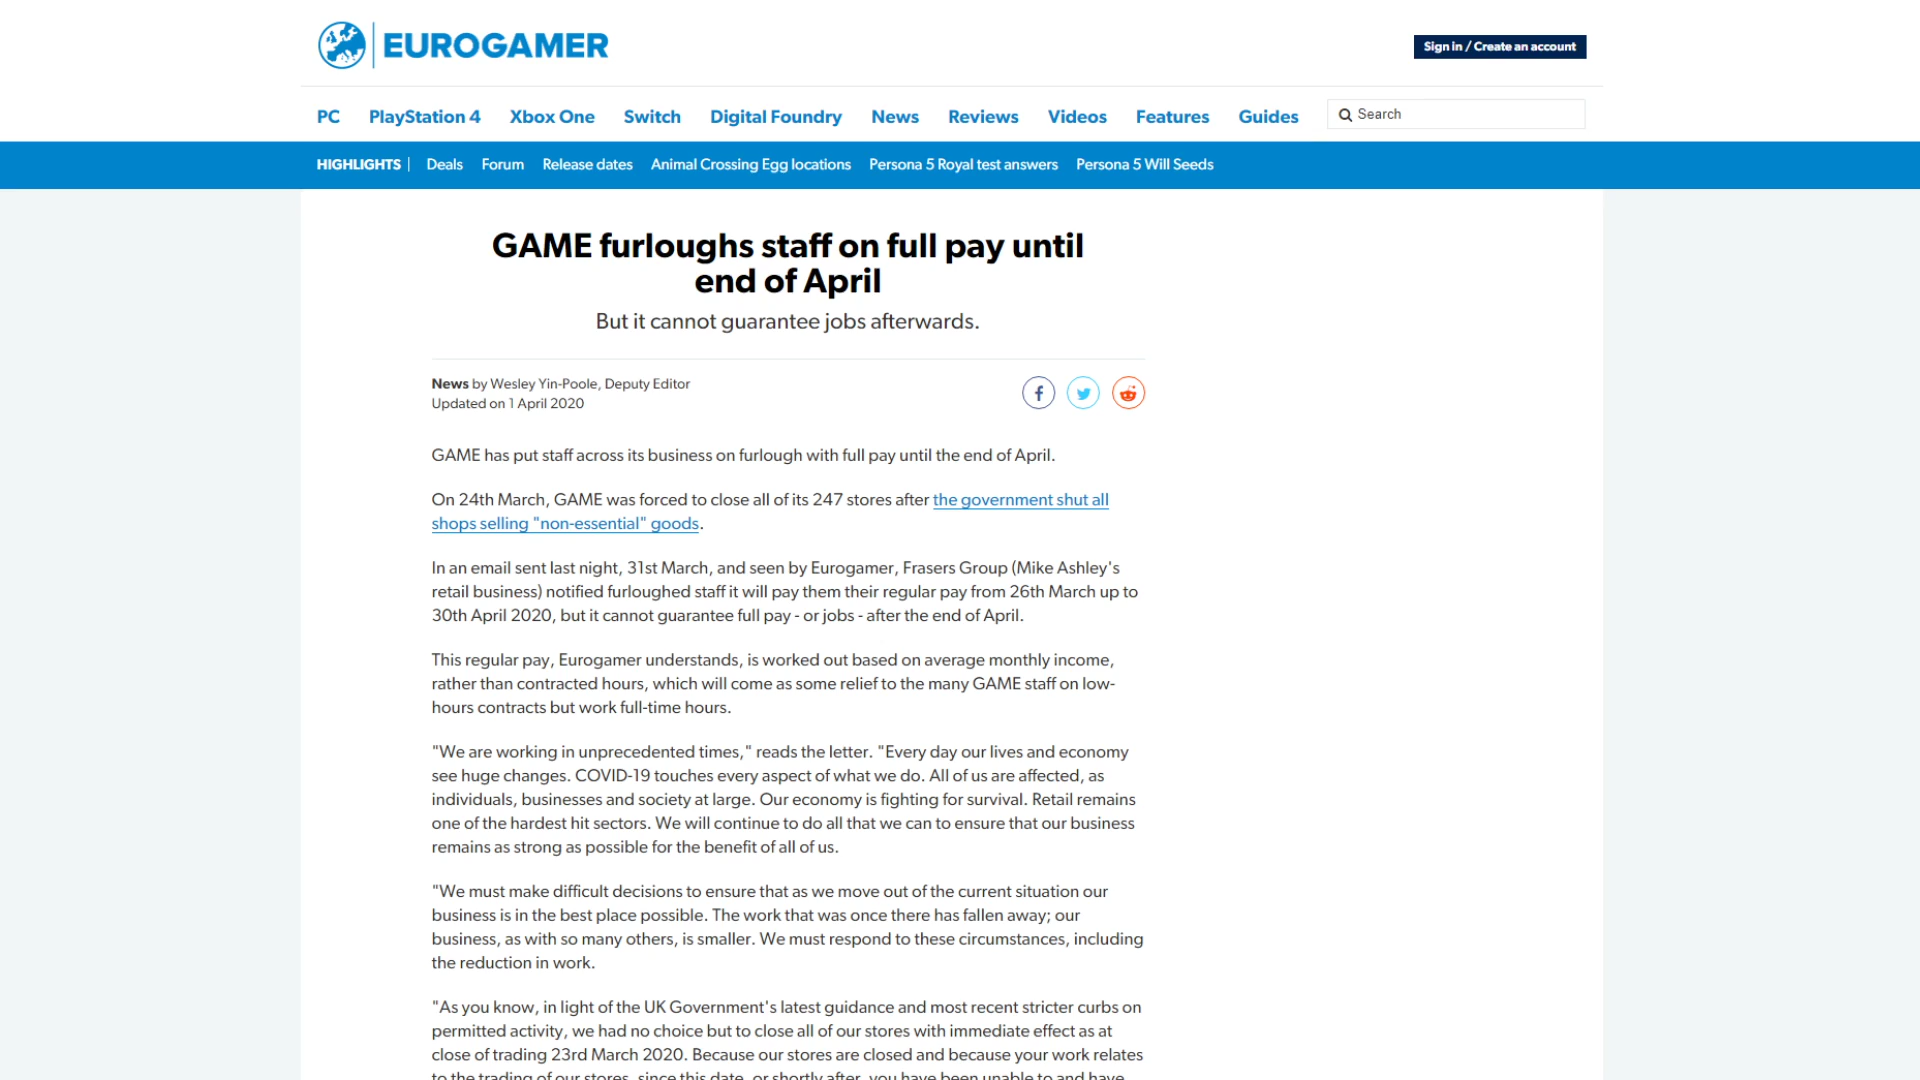 EUROGAMER
Sign in / Create an account
PC PlayStation 4 Xbox One Switch Digital Foundry News Reviews Videos Features Guides Search
HIGHLIGHTS | Deals Forum Release dates Animal Crossing Egg locations Persona 5 Royal test answers Persona 5 Will Seeds
GAME furloughs staff on full pay until
end of April
But it cannot guarantee jobs afterwards.
News by Wesley Yin-Poole, Deputy Editor
Updated on 1 April 2020
GAME has put staff across its business on furlough with full pay until the end of April.
On 24th March, GAME was forced to close all of its 247 stores after the government shut all
shops selling "non-essential" goods.
In an email sent last night, 31st March, and seen by Eurogamer, Frasers Group (Mike Ashley's
retail business) notified furloughed staff it will pay them their regular pay from 26th March up to
30th April 2020, but it cannot guarantee full pay - or jobs - after the end of April.
This regular pay, Eurogamer understands, is worked out based on average monthly income,
rather than contracted hours, which will come as some relief to the many GAME staff on low-
hours contracts but work full-time hours.
"We are working in unprecedented times," reads the letter. "Every day our lives and economy
see huge changes. COVID-19 touches every aspect of what we do. All of us are affected, as
individuals, businesses and society at large. Our economy is fighting for survival. Retail remains
one of the hardest hit sectors. We will continue to do all that we can to ensure that our business
remains as strong as possible for the benefit of all of us.
"We must make difficult decisions to ensure that as we move out of the current situation our
business is in the best place possible. The work that was once there has fallen away; our
business, as with so many others, is smaller. We must respond to these circumstances, including
the reduction in work.
"As you know, in light of the UK Government's latest guidance and most recent stricter curbs on
permitted activity, we had no choice but to close all of our stores with immediate effect as at
close of trading 23rd March 2020. Because our stores are closed and because your work relates
to the trading of our stores, since this date, or shortly after, you have been unable to and have